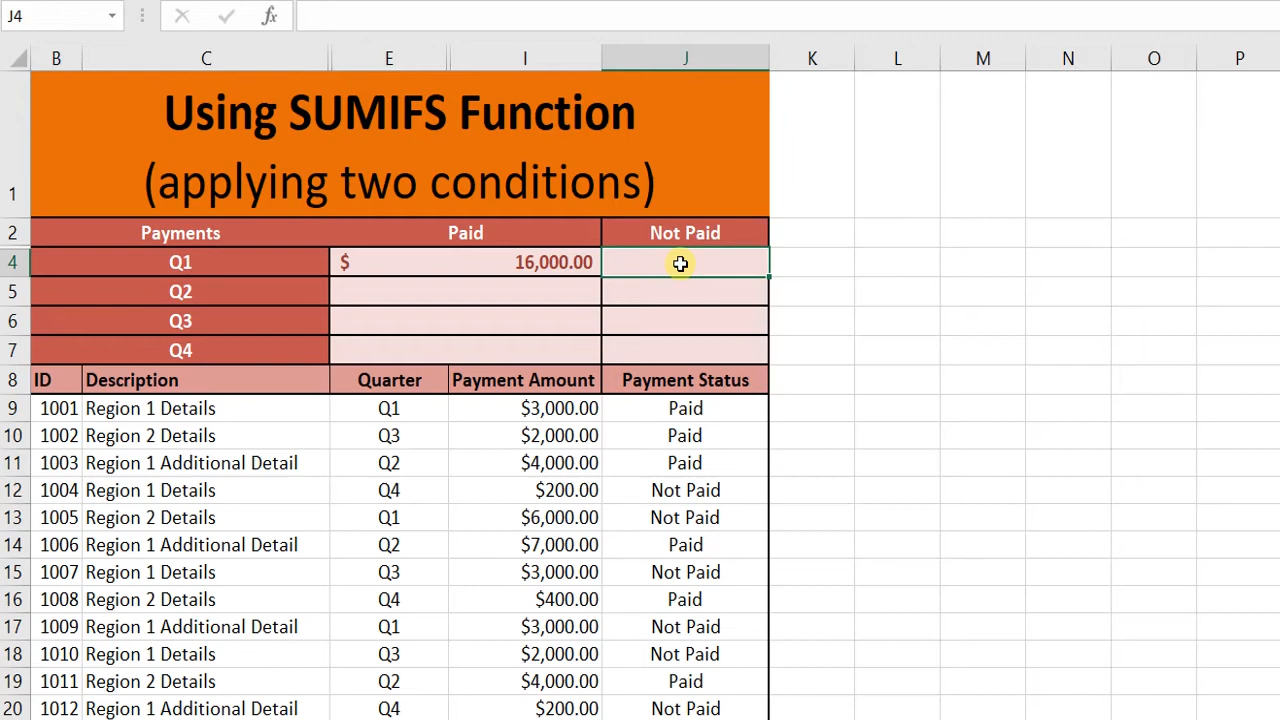 J4 fx
B C E I J K L M N O P
1 Using SUMIFS Function
(applying two conditions)
2 Payments Paid Not Paid
4 Q1 $ 16,000.00
5 Q2
6 Q3
7 Q4
8 ID Description Quarter Payment Amount Payment Status
9 1001 Region 1 Details Q1 $3,000.00 Paid
10 1002 Region 2 Details Q3 $2,000.00 Paid
11 1003 Region 1 Additional Detail Q2 $4,000.00 Paid
12 1004 Region 1 Details Q4 $200.00 Not Paid
13 1005 Region 2 Details Q1 $6,000.00 Not Paid
14 1006 Region 1 Additional Detail Q2 $7,000.00 Paid
15 1007 Region 1 Details Q3 $3,000.00 Not Paid
16 1008 Region 2 Details Q4 $400.00 Paid
17 1009 Region 1 Additional Detail Q1 $3,000.00 Not Paid
18 1010 Region 1 Details Q3 $2,000.00 Not Paid
19 1011 Region 2 Details Q2 $4,000.00 Paid
20 1012 Region 1 Additional Detail Q4 $200.00 Not Paid